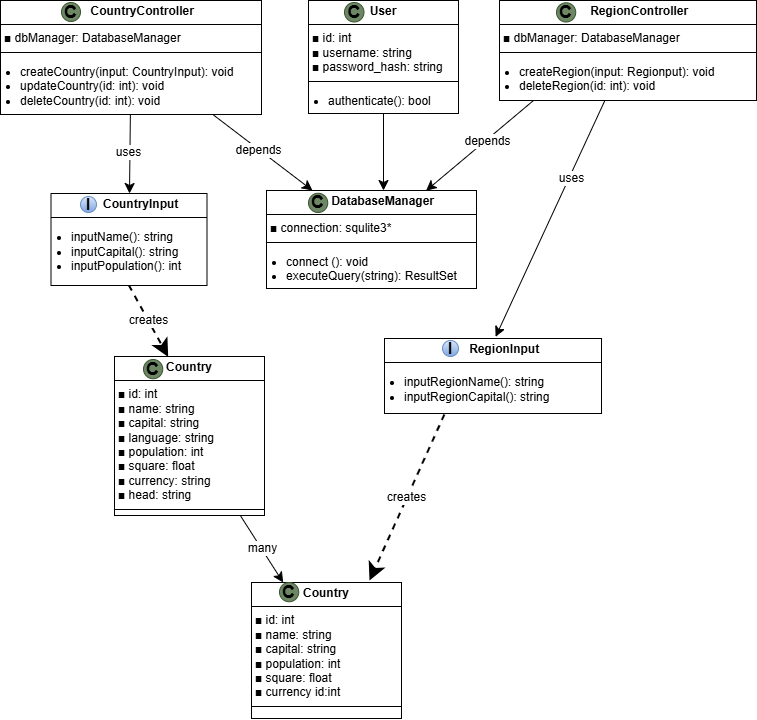 C CountryController
dbManager: DatabaseManager
createCountry(input: CountryInput): void
updateCountry(id: int): void
deleteCountry(id: int): void
C User
id: int
username: string
password_hash: string
authenticate(): bool
C RegionController
dbManager: DatabaseManager
createRegion(input: Regionput): void
deleteRegion(id: int): void
uses
depends
depends
uses
I CountryInput
inputName(): string
inputCapital(): string
inputPopulation(): int
C DatabaseManager
connection: squlite3*
connect (): void
executeQuery(string): ResultSet
creates
I RegionInput
inputRegionName(): string
inputRegionCapital(): string
C Country
id: int
name: string
capital: string
language: string
population: int
square: float
currency: string
head: string
creates
many
C Country
id: int
name: string
capital: string
population: int
square: float
currency id:int